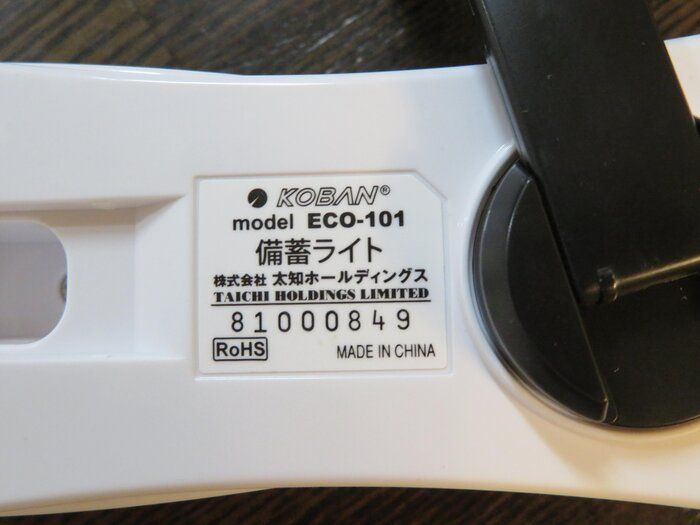 KOBAN®
model ECO-101
備蓄ライト
株式会社 太知ホールディングス
TAICHI HOLDINGS LIMITED
81000849
RoHS MADE IN CHINA